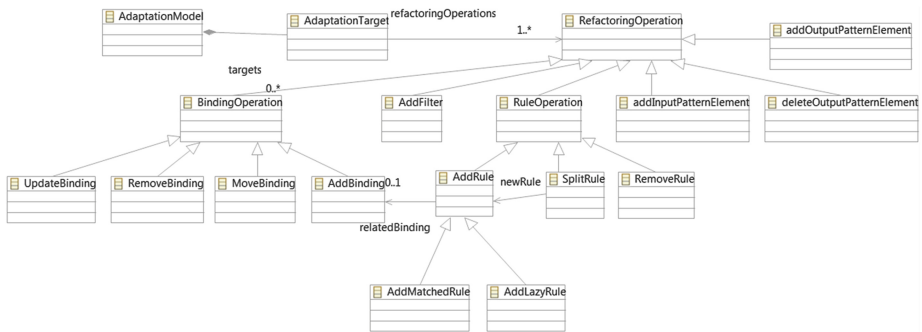 AdaptationModel
AdaptationTarget
refactoringOperations
1..*
RefactoringOperation
addOutputPatternElement
targets
0..*
BindingOperation
AddFilter
RuleOperation
addInputPatternElement
deleteOutputPatternElement
UpdateBinding
RemoveBinding
MoveBinding
AddBinding
0..1
AddRule
newRule
SplitRule
RemoveRule
relatedBinding
AddMatchedRule
AddLazyRule